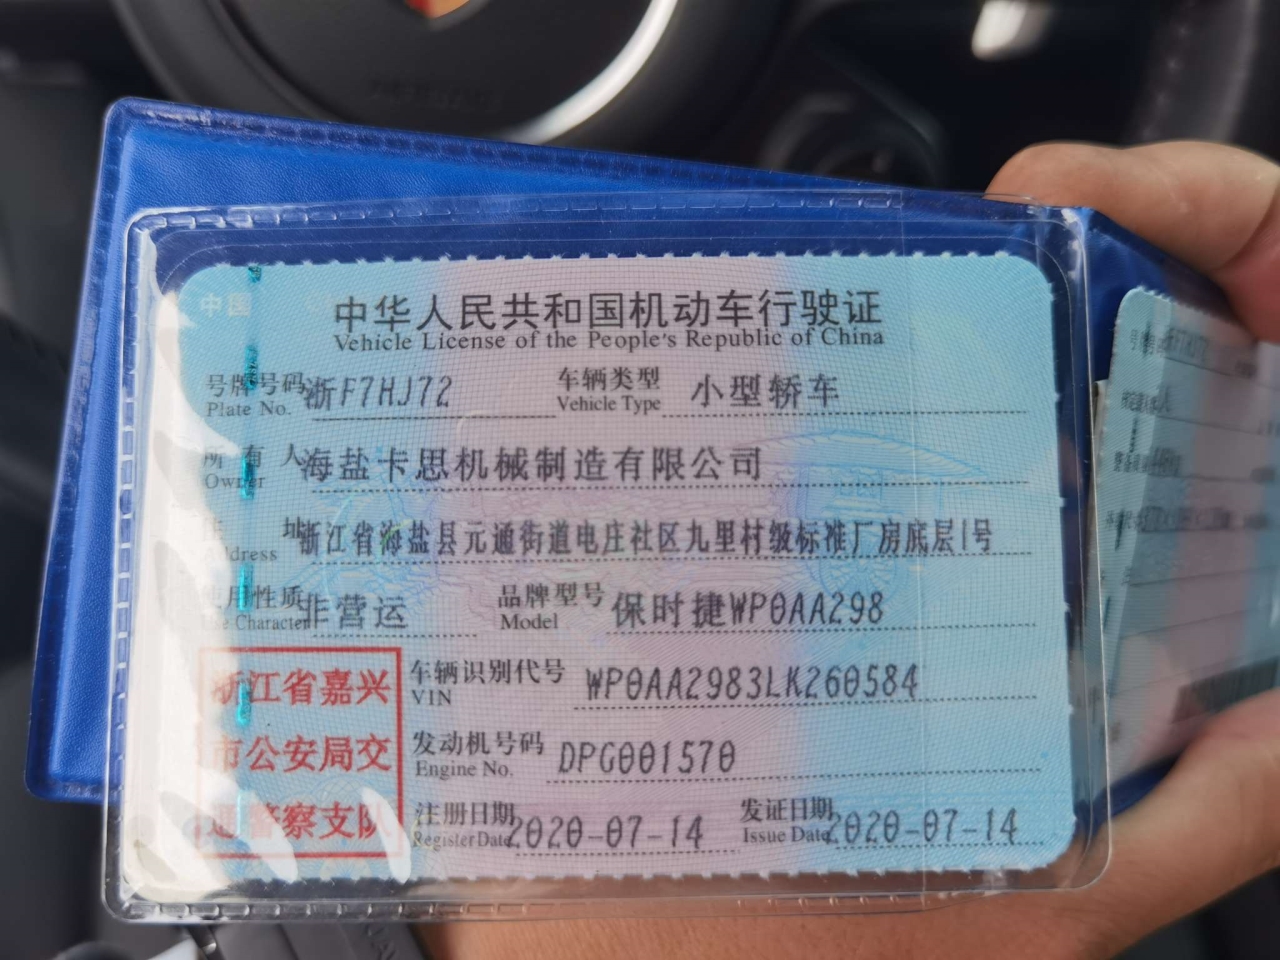 中国
中华人民共和国机动车行驶证
Vehicle License of the People's Republic of China
号牌号码 浙F7HJ72 车辆类型 小型轿车
Plate No. Vehicle Type
所有人 海盐卡思机械制造有限公司
Owner
住址 浙江省海盐县元通街道电庄社区九里村级标准厂房底层1号
Address
使用性质 非营运 品牌型号 保时捷WP0AA298
Use Character Model
浙江省嘉兴
市公安局交
通警察支队
车辆识别代号 WP0AA2983LK260584
VIN
发动机号码 DPG001570
Engine No.
注册日期 2020-07-14 发证日期 2020-07-14
Register Date Issue Date